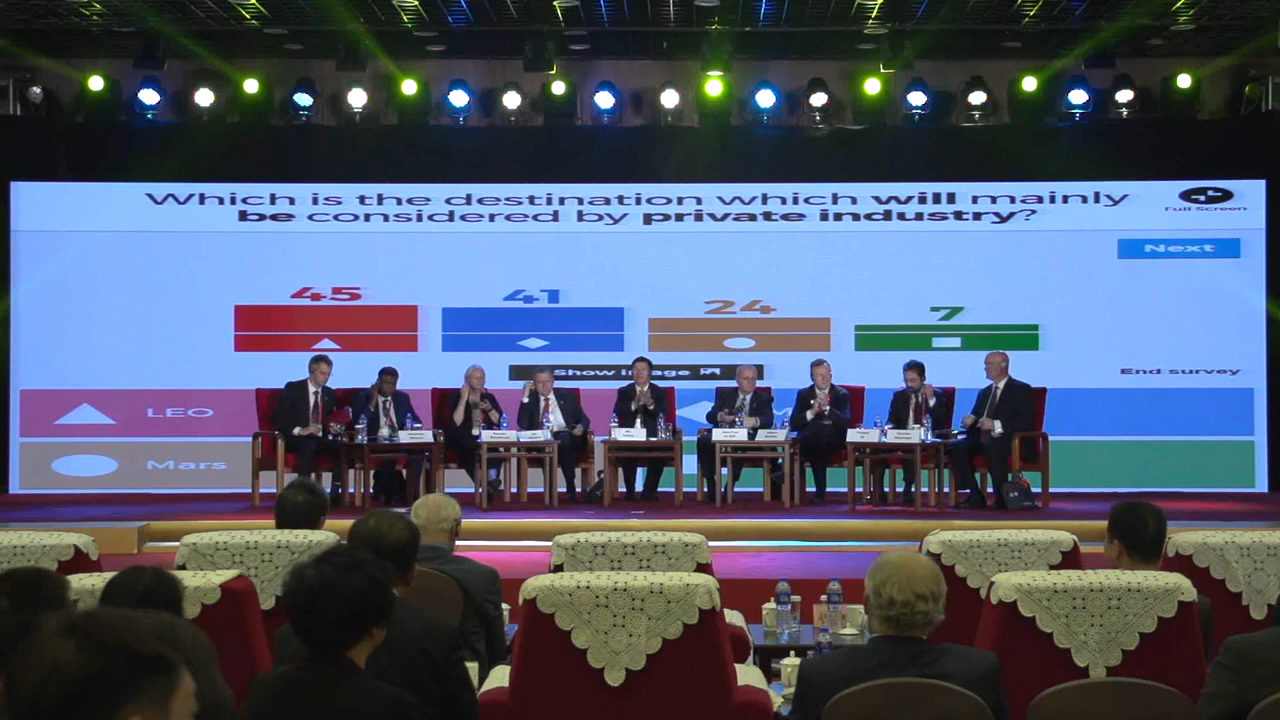 Which is the destination which will mainly
be considered by private industry?
Full Screen
Next
45
41
24
7
Show image
End survey
LEO
M
Mars